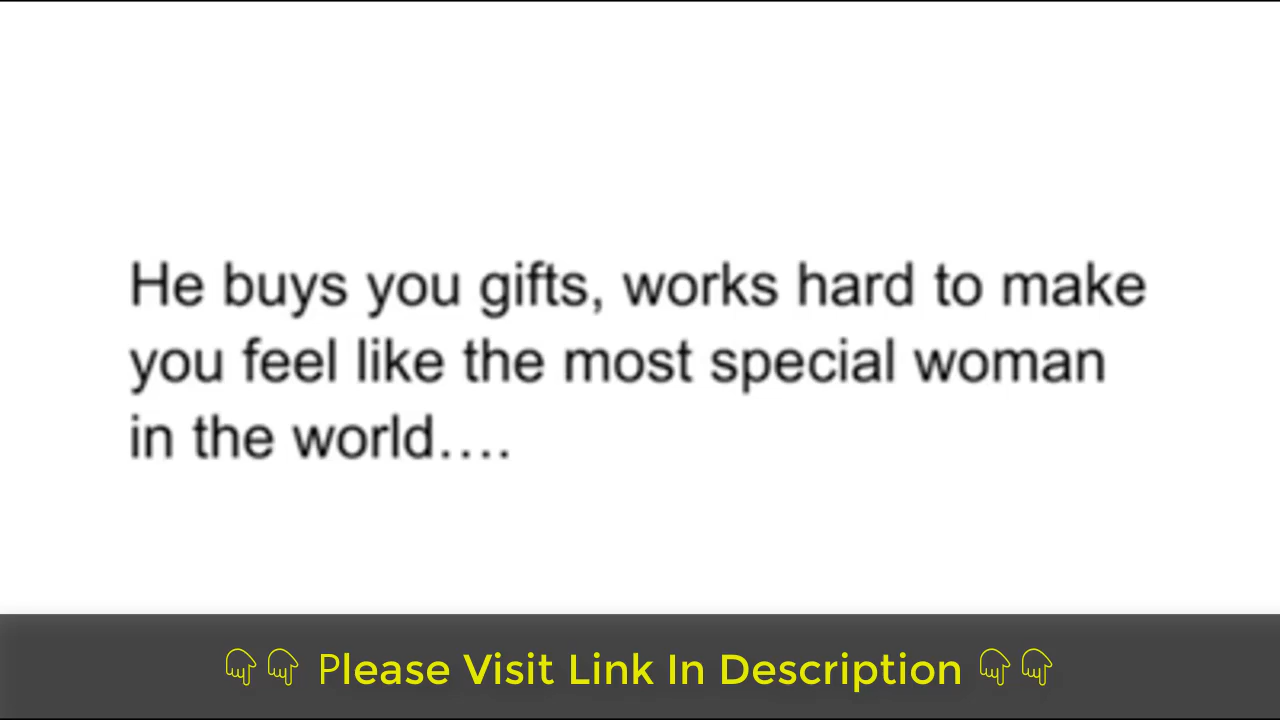 He buys you gifts, works hard to make
you feel like the most special woman
in the world....
👇👇 Please Visit Link In Description 👇👇